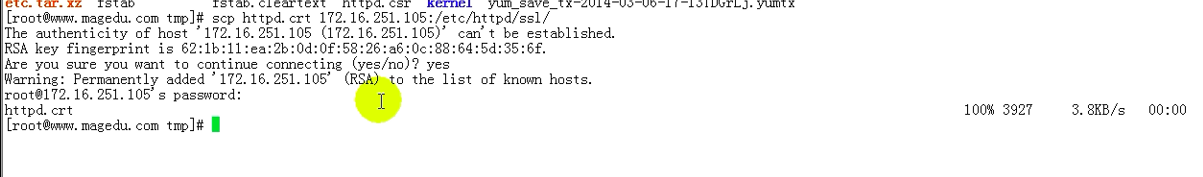 etc.tar.xz fstab fstab.cleartext httpd.csr kernel yum_save_tx-2014-03-06-17-13TDGrLj.yumtx
[root@www.magedu.com tmp]# scp httpd.crt 172.16.251.105:/etc/httpd/ssl/
The authenticity of host '172.16.251.105 (172.16.251.105)' can't be established.
RSA key fingerprint is 62:1b:11:ea:2b:0d:0f:58:26:a6:0c:88:64:5d:35:6f.
Are you sure you want to continue connecting (yes/no)? yes
Warning: Permanently added '172.16.251.105' (RSA) to the list of known hosts.
root@172.16.251.105's password:
httpd.crt 100% 3927 3.8KB/s 00:00
[root@www.magedu.com tmp]#